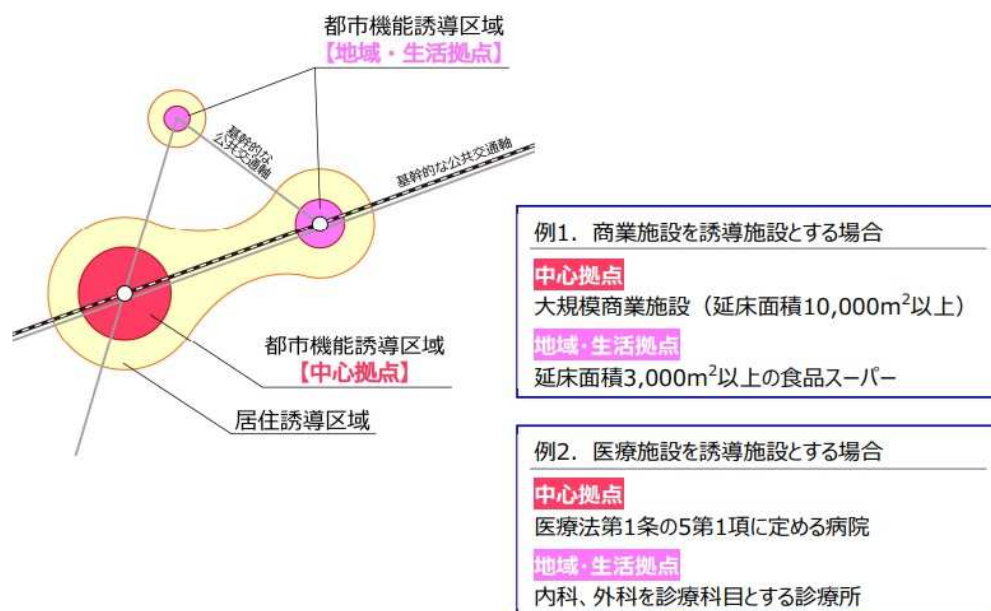 都市機能誘導区域
【地域・生活拠点】
基幹的な
公共交通軸
基幹的な公共交通軸
都市機能誘導区域
【中心拠点】
居住誘導区域
例1．商業施設を誘導施設とする場合
中心拠点
大規模商業施設（延床面積10,000m²以上）
地域・生活拠点
延床面積3,000m²以上の食品スーパー
例2．医療施設を誘導施設とする場合
中心拠点
医療法第1条の5第1項に定める病院
地域・生活拠点
内科、外科を診療科目とする診療所